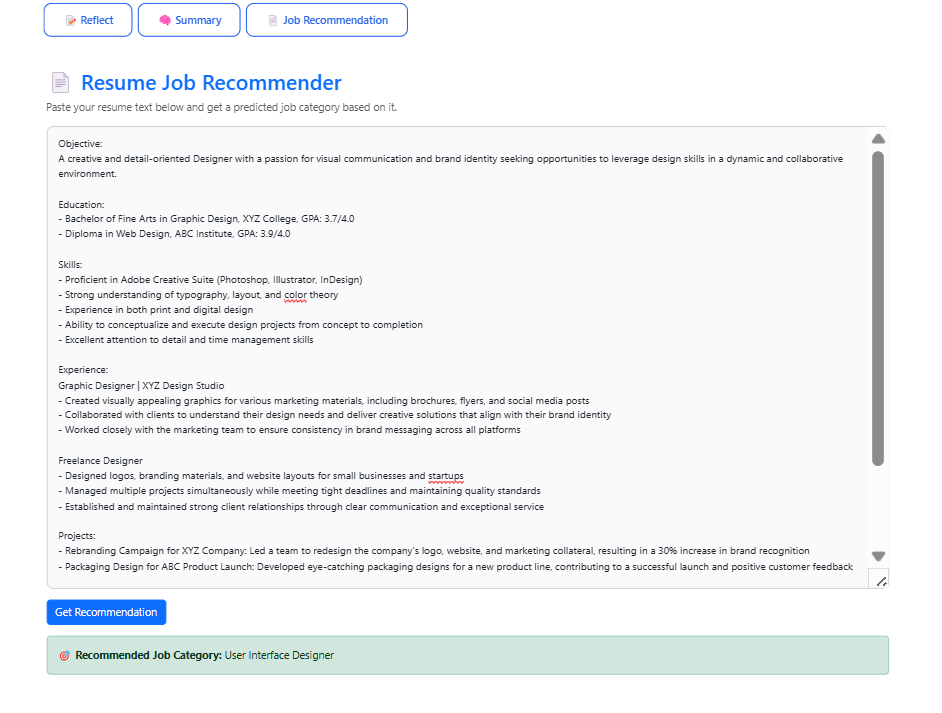 Reflect
Summary
Job Recommendation
Resume Job Recommender
Paste your resume text below and get a predicted job category based on it.
Objective:
A creative and detail-oriented Designer with a passion for visual communication and brand identity seeking opportunities to leverage design skills in a dynamic and collaborative
environment.
Education:
- Bachelor of Fine Arts in Graphic Design, XYZ College, GPA: 3.7/4.0
- Diploma in Web Design, ABC Institute, GPA: 3.9/4.0
Skills:
- Proficient in Adobe Creative Suite (Photoshop, Illustrator, InDesign)
- Strong understanding of typography, layout, and color theory
- Experience in both print and digital design
- Ability to conceptualize and execute design projects from concept to completion
- Excellent attention to detail and time management skills
Experience:
Graphic Designer | XYZ Design Studio
- Created visually appealing graphics for various marketing materials, including brochures, flyers, and social media posts
- Collaborated with clients to understand their design needs and deliver creative solutions that align with their brand identity
- Worked closely with the marketing team to ensure consistency in brand messaging across all platforms
Freelance Designer
- Designed logos, branding materials, and website layouts for small businesses and startups
- Managed multiple projects simultaneously while meeting tight deadlines and maintaining quality standards
- Established and maintained strong client relationships through clear communication and exceptional service
Projects:
- Rebranding Campaign for XYZ Company: Led a team to redesign the company's logo, website, and marketing collateral, resulting in a 30% increase in brand recognition
- Packaging Design for ABC Product Launch: Developed eye-catching packaging designs for a new product line, contributing to a successful launch and positive customer feedback
Get Recommendation
Recommended Job Category: User Interface Designer